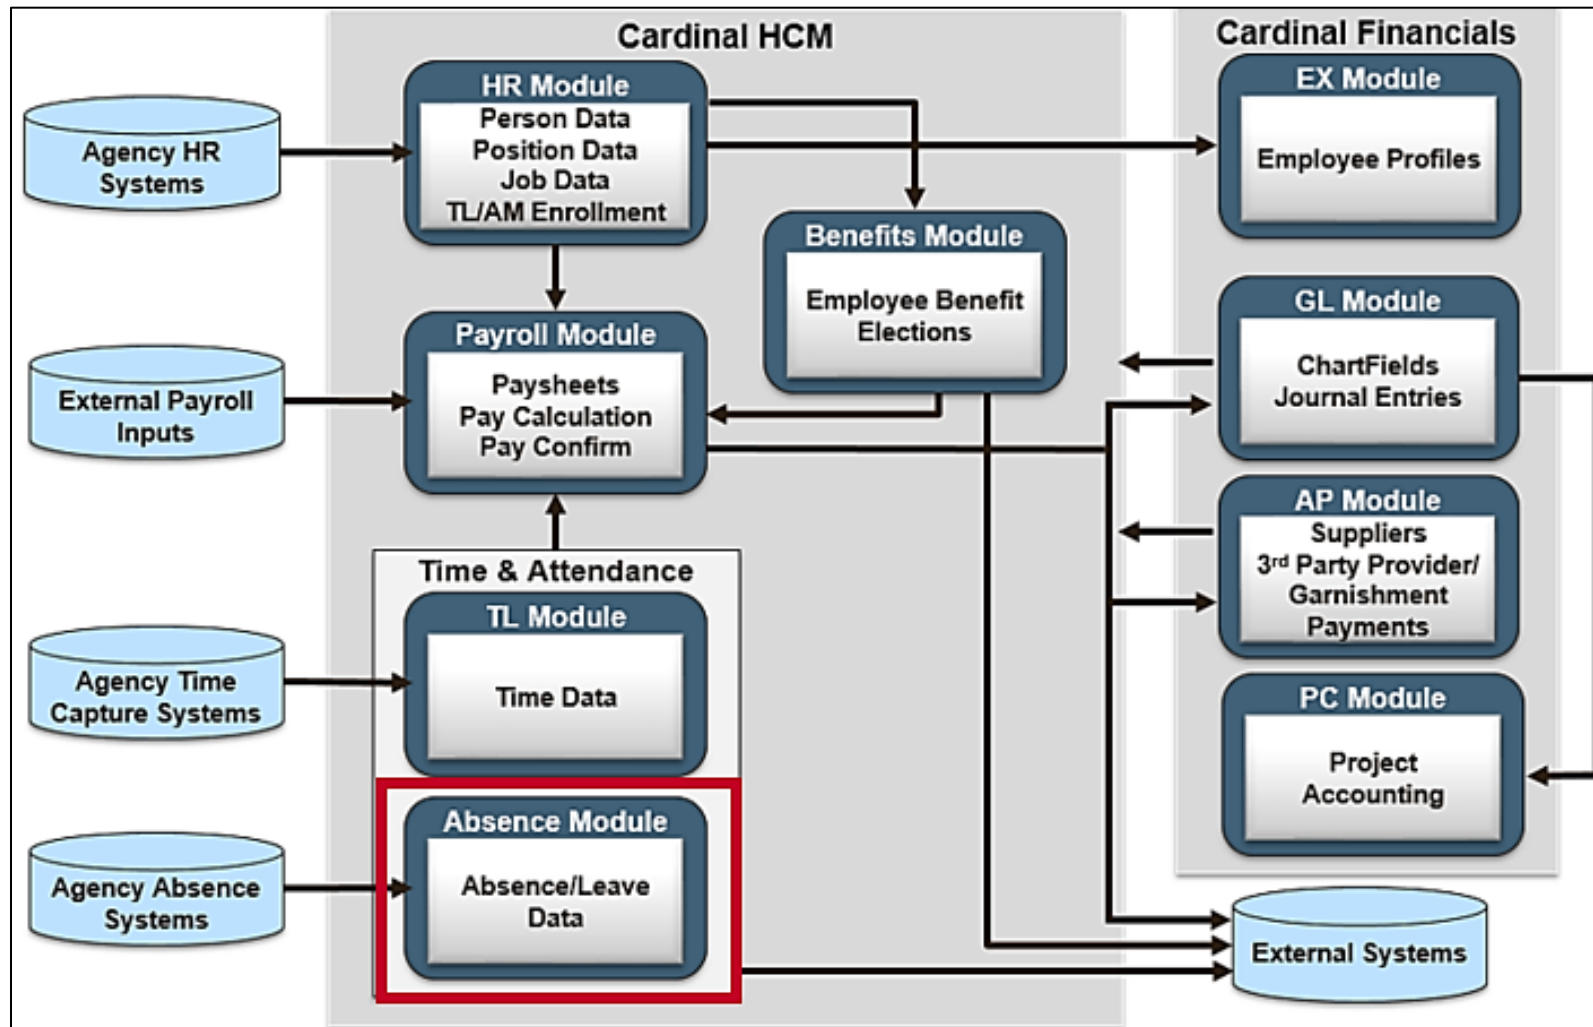 Cardinal HCM
Cardinal Financials
HR Module
Person Data
Position Data
Job Data
TL/AM Enrollment
EX Module
Employee Profiles
Agency HR
Systems
Benefits Module
Employee Benefit
Elections
GL Module
ChartFields
Journal Entries
Payroll Module
Paysheets
Pay Calculation
Pay Confirm
External Payroll
Inputs
AP Module
Suppliers
3rd Party Provider/
Garnishment
Payments
Time & Attendance
TL Module
Time Data
Agency Time
Capture Systems
PC Module
Project
Accounting
Absence Module
Absence/Leave
Data
Agency Absence
Systems
External Systems